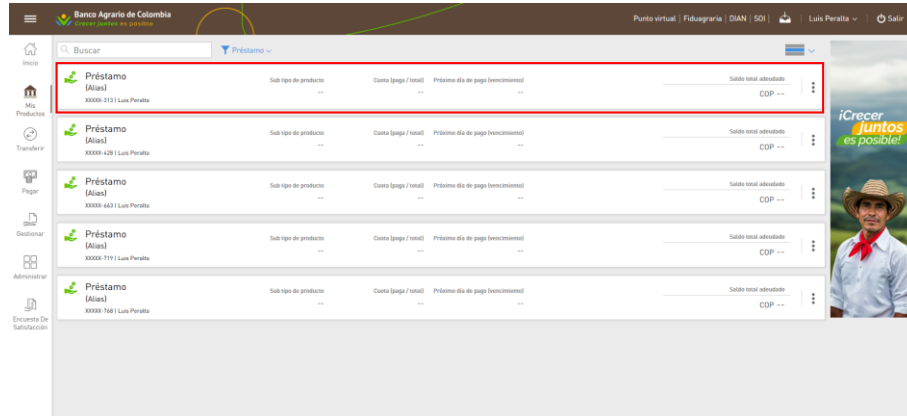 Banco Agrario de Colombia
Crecer juntos es posible
Punto virtual | Fiduagraria | DIAN | SOI |
Luis Peralta
Salir
Inicio
Mis
Productos
Transferir
Pagar
Gestionar
Administrar
Encuesta De
Satisfacción
Buscar
Préstamo
Préstamo
(Alias)
XXXXX-313 | Luis Peralta
Sub tipo de producto
--
Cuota (paga / total)
--
Próximo día de pago (vencimiento)
--
Saldo total adeudado
COP --
Préstamo
(Alias)
XXXXX-428 | Luis Peralta
Sub tipo de producto
--
Cuota (paga / total)
--
Próximo día de pago (vencimiento)
--
Saldo total adeudado
COP --
Préstamo
(Alias)
XXXXX-463 | Luis Peralta
Sub tipo de producto
--
Cuota (paga / total)
--
Próximo día de pago (vencimiento)
--
Saldo total adeudado
COP --
Préstamo
(Alias)
XXXXX-719 | Luis Peralta
Sub tipo de producto
--
Cuota (paga / total)
--
Próximo día de pago (vencimiento)
--
Saldo total adeudado
COP --
Préstamo
(Alias)
XXXXX-768 | Luis Peralta
Sub tipo de producto
--
Cuota (paga / total)
--
Próximo día de pago (vencimiento)
--
Saldo total adeudado
COP --
¡Crecer
juntos
es posible!